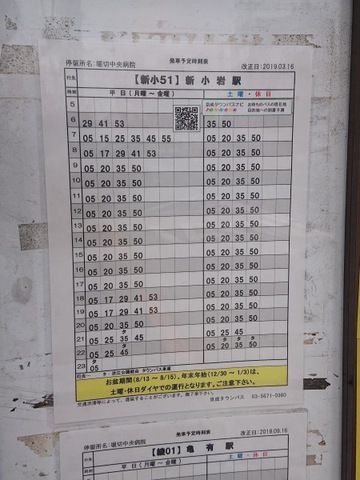 発車予定時刻表
停留所名:堀切中央病院 改正日:2019.03.16
行先 【新小51】新 小 岩 駅
時刻 平 日 (月曜 ~ 金曜) 土 曜 ・ 休 日
5
6 29 41 53 35 50
7 05 15 25 35 45 55 05 20 35 50
8 05 17 29 41 53 05 20 35 50
9 05 20 35 50 05 20 35 50
10 05 20 35 50 05 20 35 50
11 05 20 35 50 05 20 35 50
12 05 20 35 50 05 20 35 50
13 05 20 35 50 05 20 35 50
14 05 20 35 50 05 20 35 50
15 05 20 35 50 05 20 35 50
16 05 20 35 50 05 20 35 50
17 05 20 35 50 05 20 35 50
18 05 17 29 41 53 05 20 35 50
19 05 17 29 41 53 05 20 35 50
20 05 20 35 50 05 20 35 50
21 05 25 45 05 25 45
22 05 25 45 05 20 35 50
23 05
お盆期間(8/13 ~ 8/15)、年末年始(12/30 ~ 1/3)は、
土曜・休日ダイヤでの運行となります。ご注意下さい。
京成タウンバス 03-5671-0360
発車予定時刻表
停留所名:堀切中央病院
行先 【綾01】亀 有 駅
平 日 (月曜 ~ 金曜) 土 曜 ・ 休 日